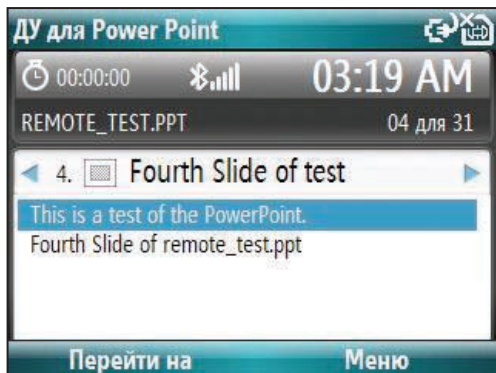 ДУ для Power Point
00:00:00 03:19 AM
REMOTE_TEST.PPT 04 для 31
4. Fourth Slide of test
This is a test of the PowerPoint.
Fourth Slide of remote_test.ppt
Перейти на Меню